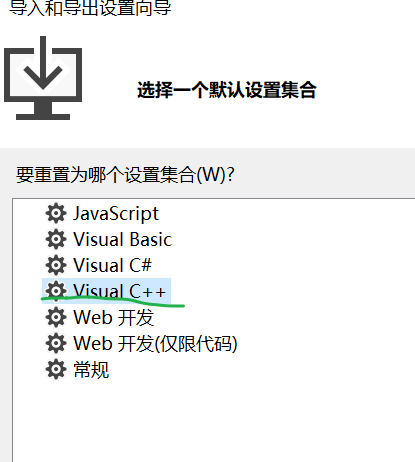 导入和导出设置向导
选择一个默认设置集合
要重置为哪个设置集合(W)?
JavaScript
Visual Basic
Visual C#
Visual C++
Web 开发
Web 开发(仅限代码)
常规